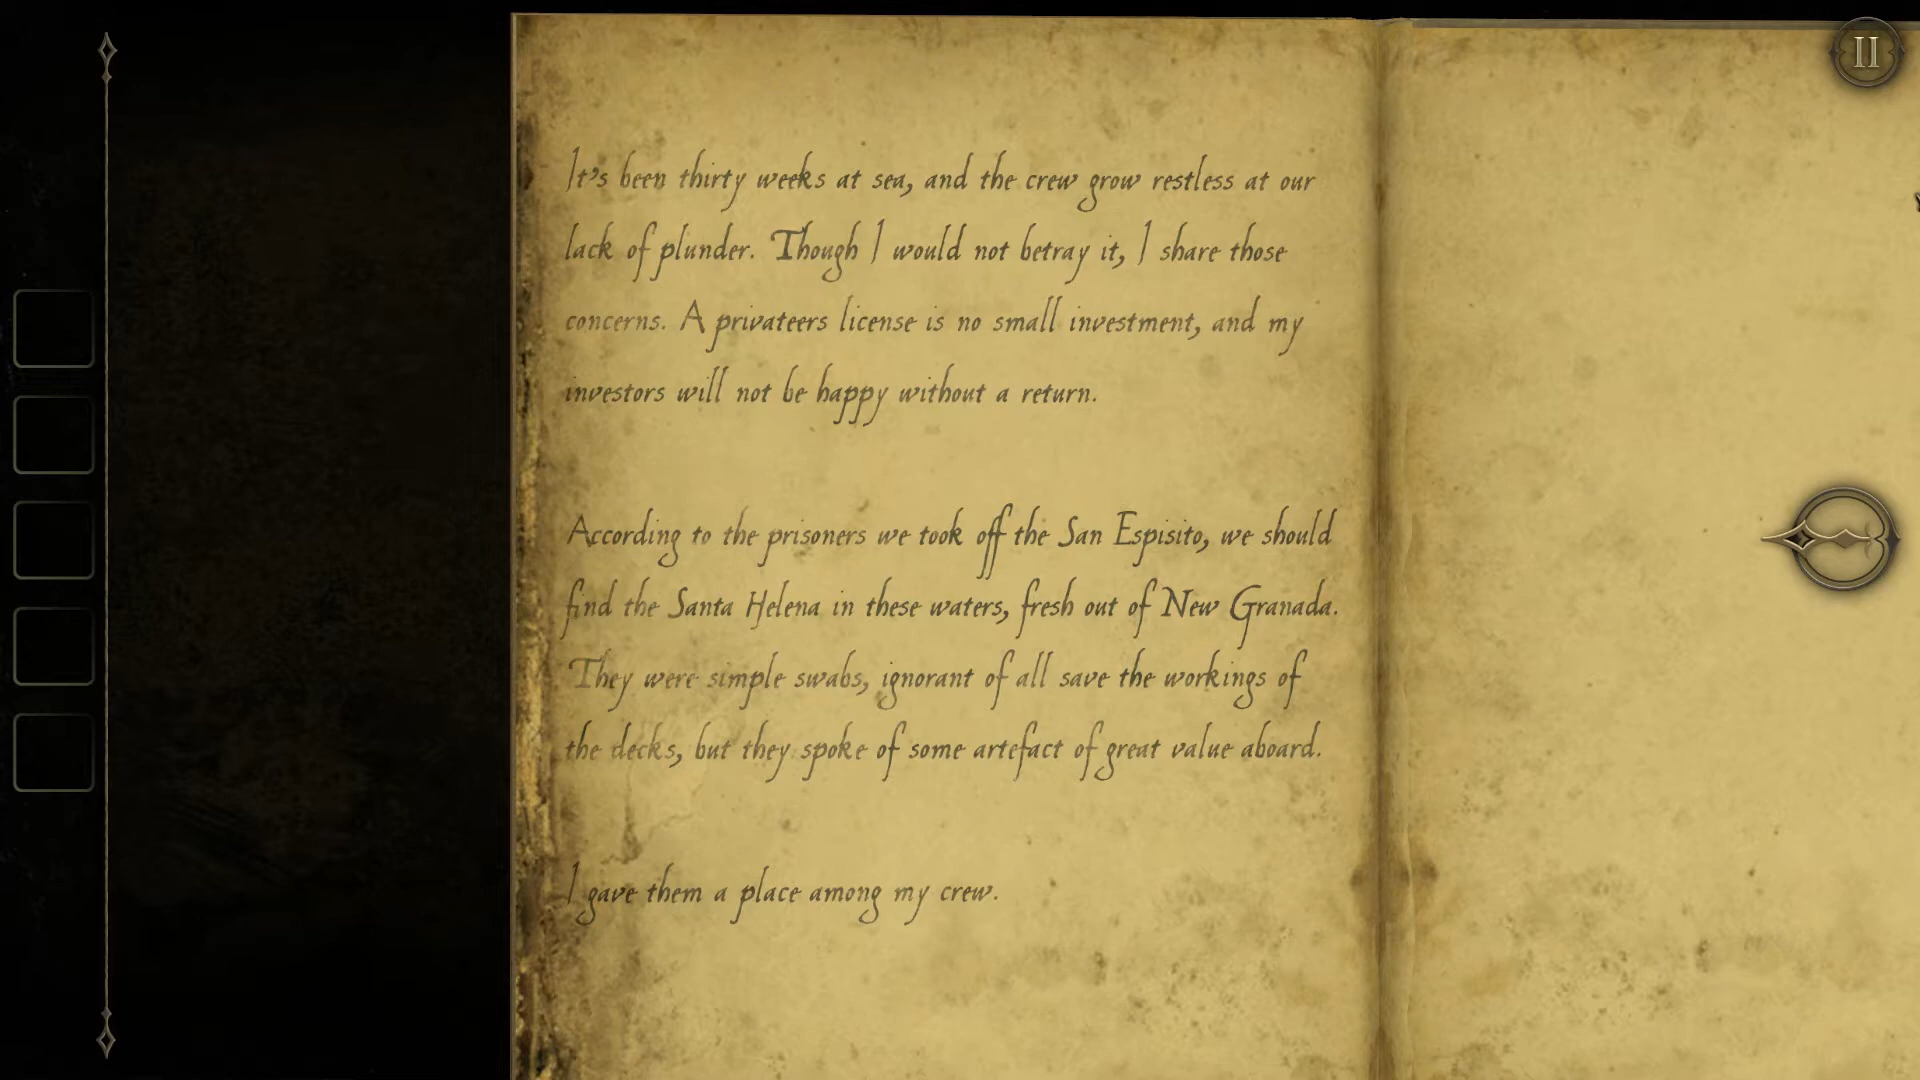 It's been thirty weeks at sea, and the crew grow restless at our
lack of plunder. Though I would not betray it, I share those
concerns. A privateers license is no small investment, and my
investors will not be happy without a return.
According to the prisoners we took off the San Espisito, we should
find the Santa Helena in these waters, fresh out of New Granada.
They were simple swabs, ignorant of all save the workings of
the decks, but they spoke of some artefact of great value aboard.
I gave them a place among my crew.